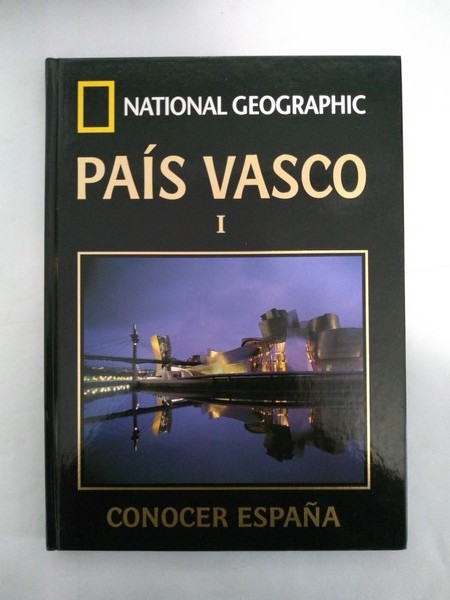 NATIONAL GEOGRAPHIC
PAÍS VASCO
I
CONOCER ESPAÑA